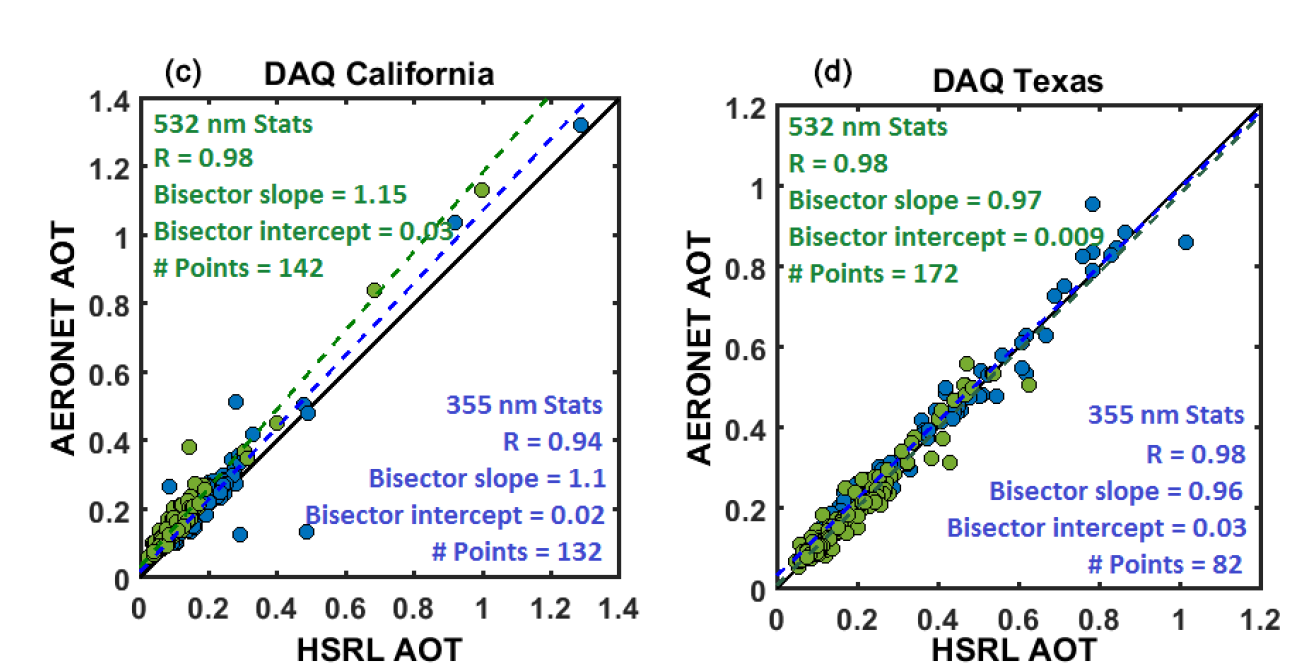 (c) DAQ California
1.4
1.2
1
0.8
0.6
0.4
0.2
0
AERONET AOT
532 nm Stats
R = 0.98
Bisector slope = 1.15
Bisector intercept = 0.03
# Points = 142
355 nm Stats
R = 0.94
Bisector slope = 1.1
Bisector intercept = 0.02
# Points = 132
0 0.2 0.4 0.6 0.8 1 1.2 1.4
HSRL AOT
(d) DAQ Texas
1.2
1
0.8
0.6
0.4
0.2
0
AERONET AOT
532 nm Stats
R = 0.98
Bisector slope = 0.97
Bisector intercept = 0.009
# Points = 172
355 nm Stats
R = 0.98
Bisector slope = 0.96
Bisector intercept = 0.03
# Points = 82
0 0.2 0.4 0.6 0.8 1 1.2
HSRL AOT